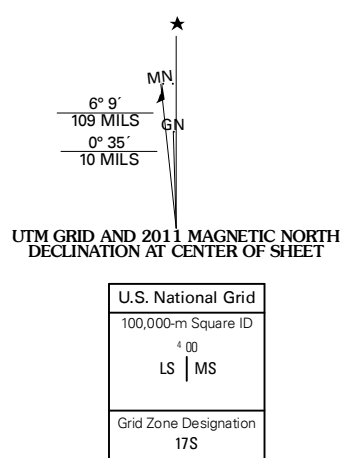 ★
M.N.
6° 9´
109 MILS
GN
0° 35´
10 MILS
UTM GRID AND 2011 MAGNETIC NORTH
DECLINATION AT CENTER OF SHEET
U.S. National Grid
100,000-m Square ID
4 00
LS | MS
Grid Zone Designation
17S